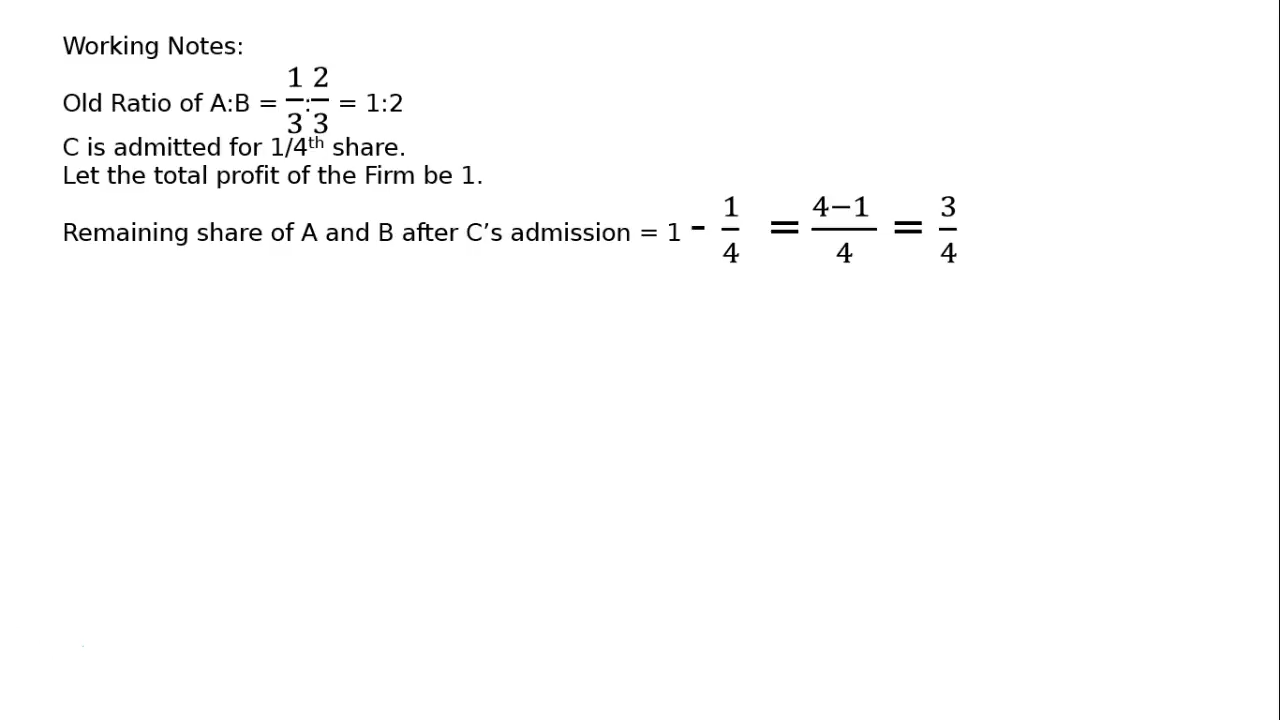 Working Notes:
Old Ratio of A:B = 1/3 : 2/3 = 1:2
C is admitted for 1/4th share.
Let the total profit of the Firm be 1.
Remaining share of A and B after C’s admission = 1 - 1/4 = 4−1/4 = 3/4